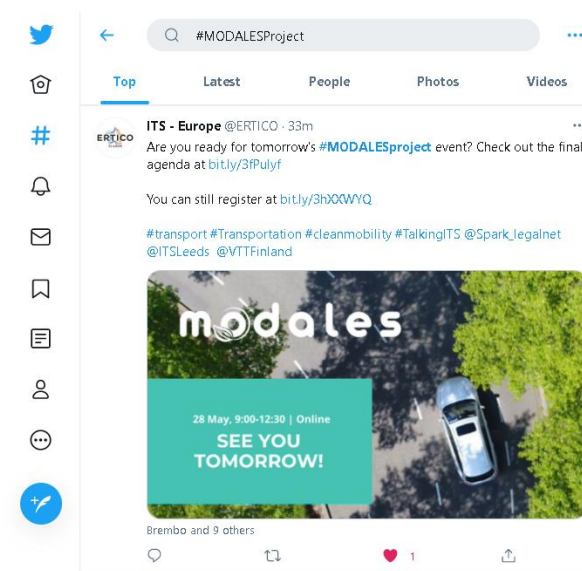 #MODALESProject
Top Latest People Photos Videos
ERTICO
ITS - Europe @ERTICO · 33m
Are you ready for tomorrow's #MODALESproject event? Check out the final
agenda at bit.ly/3fPulyf
You can still register at bit.ly/3hXXWYQ
#transport #Transportation #cleanmobility #TalkingITS @Spark_legalnet
@ITSLeeds @VTTFinland
modales
28 May, 9:00-12:30 | Online
SEE YOU
TOMORROW!
Brembo and 9 others
1